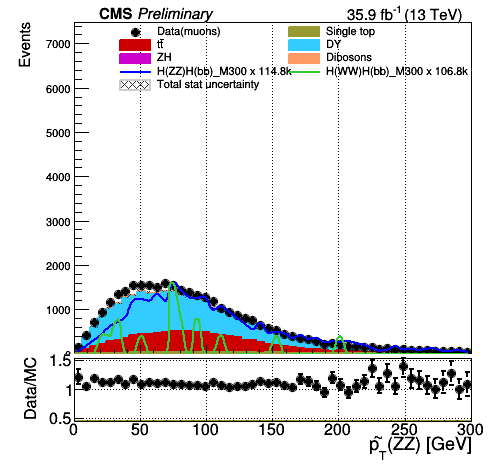 CMS Preliminary 35.9 fb⁻¹ (13 TeV)
Events
Data(muons)
Single top
tt̄
DY
ZH
Dibosons
H(ZZ)H(bb)_M300 x 114.8k
H(WW)H(bb)_M300 x 106.8k
Total stat uncertainty
7000
6000
5000
4000
3000
2000
1000
Data/MC
1.5
1
0.5
0 50 100 150 200 250 300
p̃_T(ZZ) [GeV]